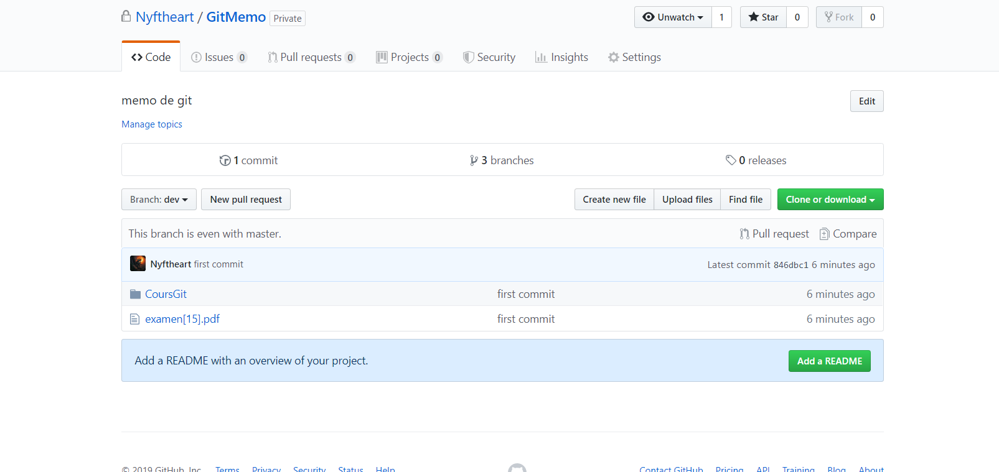 Nyftheart / GitMemo Private Unwatch 1 Star 0 Fork 0
Code Issues 0 Pull requests 0 Projects 0 Security Insights Settings
memo de git Edit
Manage topics
1 commit 3 branches 0 releases
Branch: dev New pull request Create new file Upload files Find file Clone or download
This branch is even with master. Pull request Compare
Nyftheart first commit Latest commit 846dbc1 6 minutes ago
CoursGit first commit 6 minutes ago
examen[15].pdf first commit 6 minutes ago
Add a README with an overview of your project. Add a README
© 2019 GitHub, Inc. Terms Privacy Security Status Help Contact GitHub Pricing API Training Blog About